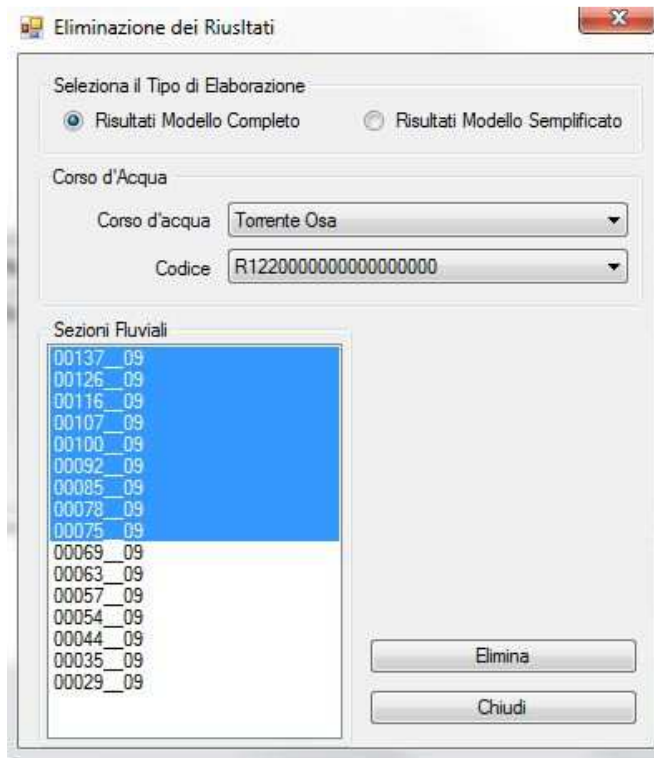 Eliminazione dei Riusltati
Seleziona il Tipo di Elaborazione
Risultati Modello Completo Risultati Modello Semplificato
Corso d'Acqua
Corso d'acqua Torrente Osa
Codice R1220000000000000000
Sezioni Fluviali
00137__09
00126__09
00116__09
00107__09
00100__09
00092__09
00085__09
00078__09
00075__09
00069__09
00063__09
00057__09
00054__09
00044__09
00035__09
00029__09
Elimina
Chiudi